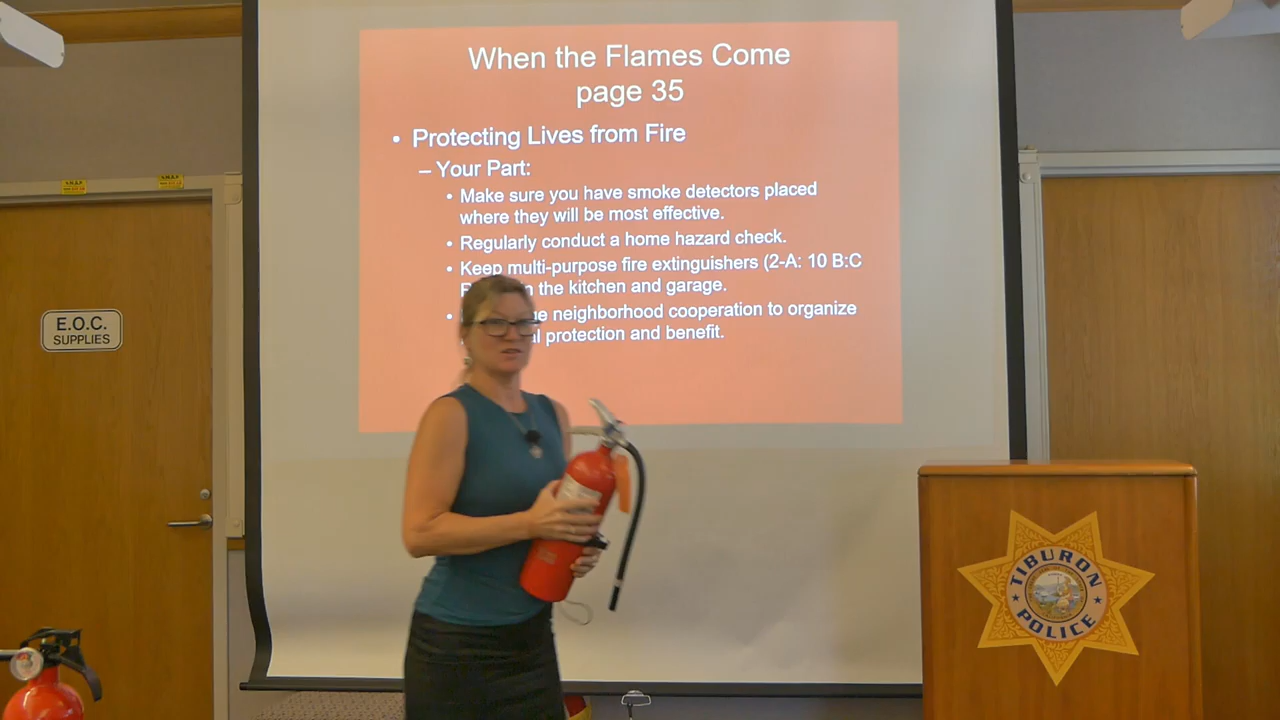 When the Flames Come
page 35
• Protecting Lives from Fire
– Your Part:
• Make sure you have smoke detectors placed
where they will be most effective.
• Regularly conduct a home hazard check.
• Keep multi-purpose fire extinguishers (2-A: 10 B:C
the kitchen and garage.
• neighborhood cooperation to organize
protection and benefit.
E.O.C.
SUPPLIES
TIBURON
POLICE